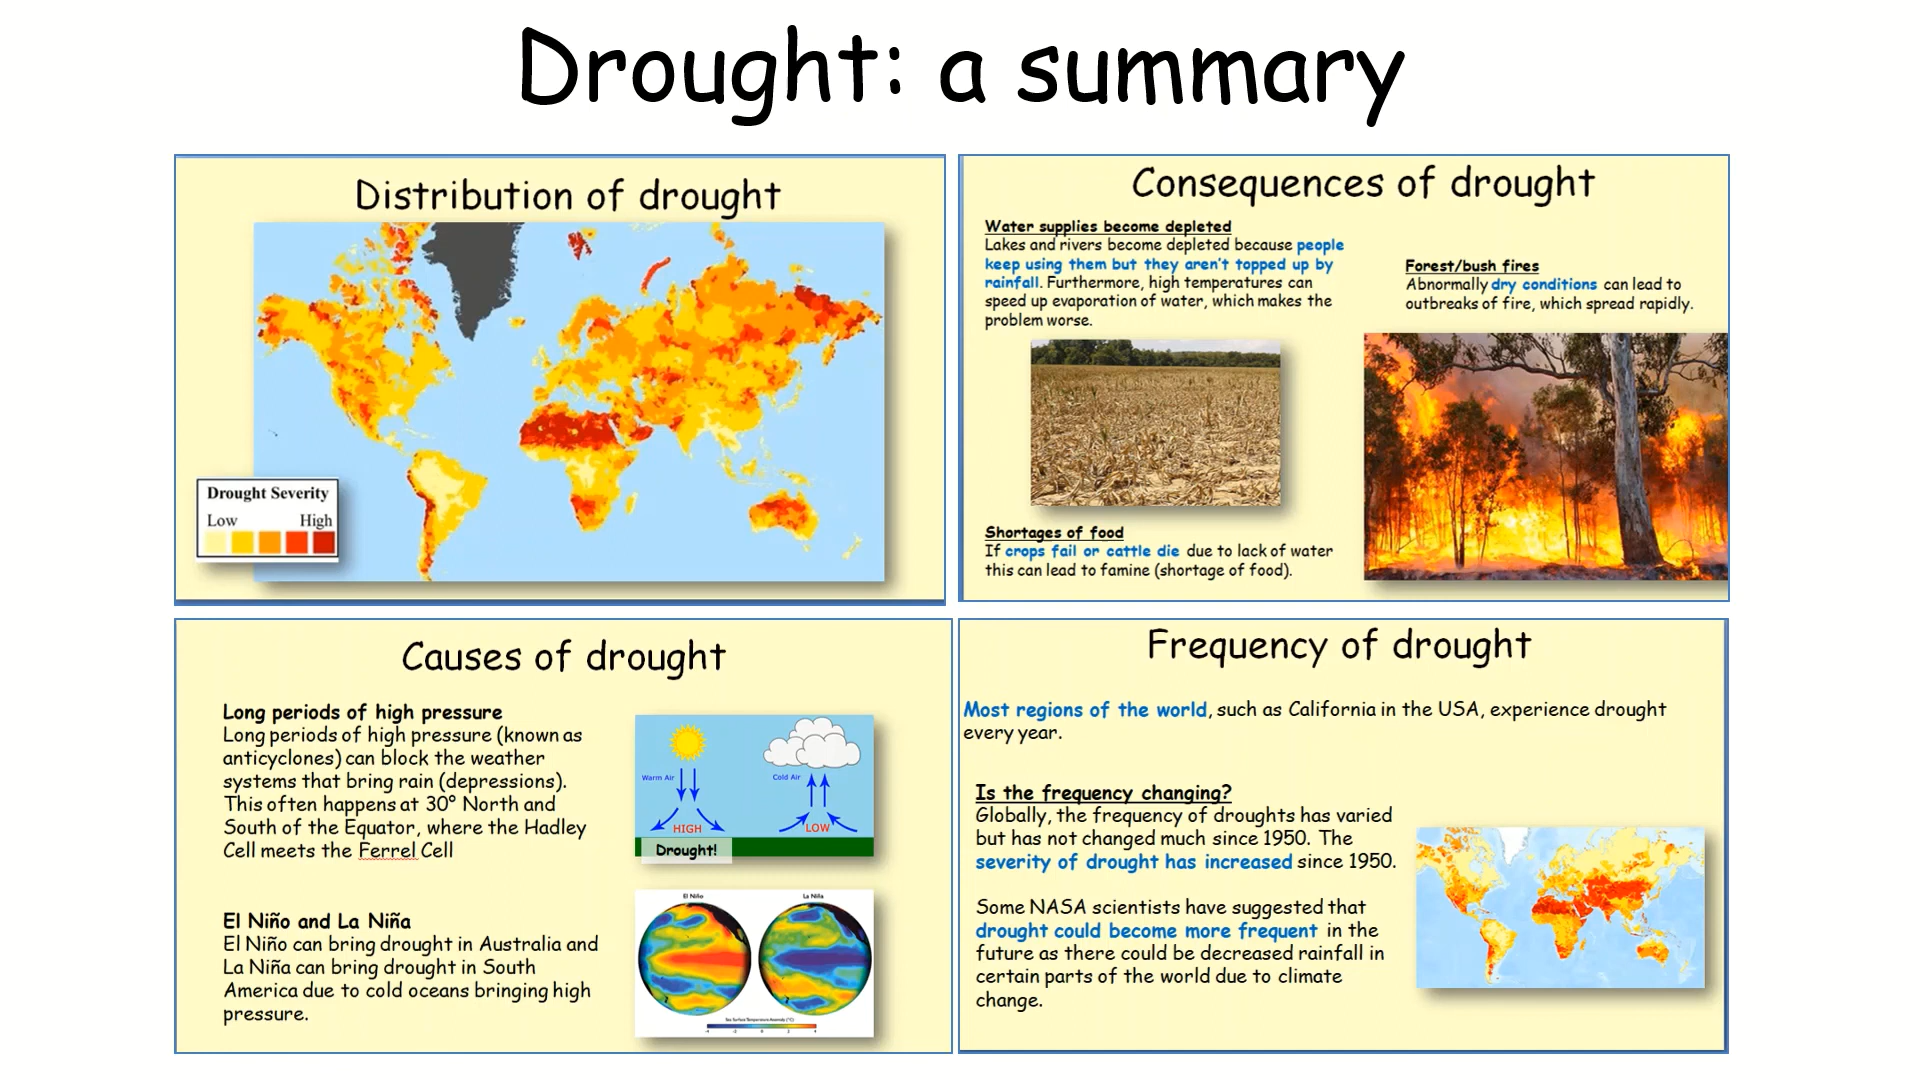 Drought: a summary
Distribution of drought
Drought Severity
Low High
Consequences of drought
Water supplies become depleted
Lakes and rivers become depleted because people
keep using them but they aren't topped up by
rainfall. Furthermore, high temperatures can
speed up evaporation of water, which makes the
problem worse.
Forest/bush fires
Abnormally dry conditions can lead to
outbreaks of fire, which spread rapidly.
Shortages of food
If crops fail or cattle die due to lack of water
this can lead to famine (shortage of food).
Causes of drought
Long periods of high pressure
Long periods of high pressure (known as
anticyclones) can block the weather
systems that bring rain (depressions).
This often happens at 30° North and
South of the Equator, where the Hadley
Cell meets the Ferrel Cell
Warm Air
Cold Air
HIGH
LOW
Drought!
El Niño and La Niña
El Niño can bring drought in Australia and
La Niña can bring drought in South
America due to cold oceans bringing high
pressure.
El Niño
La Niña
Sea Surface Temperature Anomaly (°C)
-4 -2 0 2 4
Frequency of drought
Most regions of the world, such as California in the USA, experience drought
every year.
Is the frequency changing?
Globally, the frequency of droughts has varied
but has not changed much since 1950. The
severity of drought has increased since 1950.
Some NASA scientists have suggested that
drought could become more frequent in the
future as there could be decreased rainfall in
certain parts of the world due to climate
change.